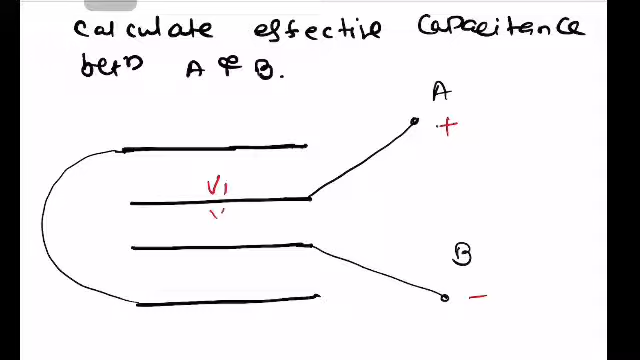 Calculate effective Capacitance
betn A & B.
A
+
V1
V
B
-